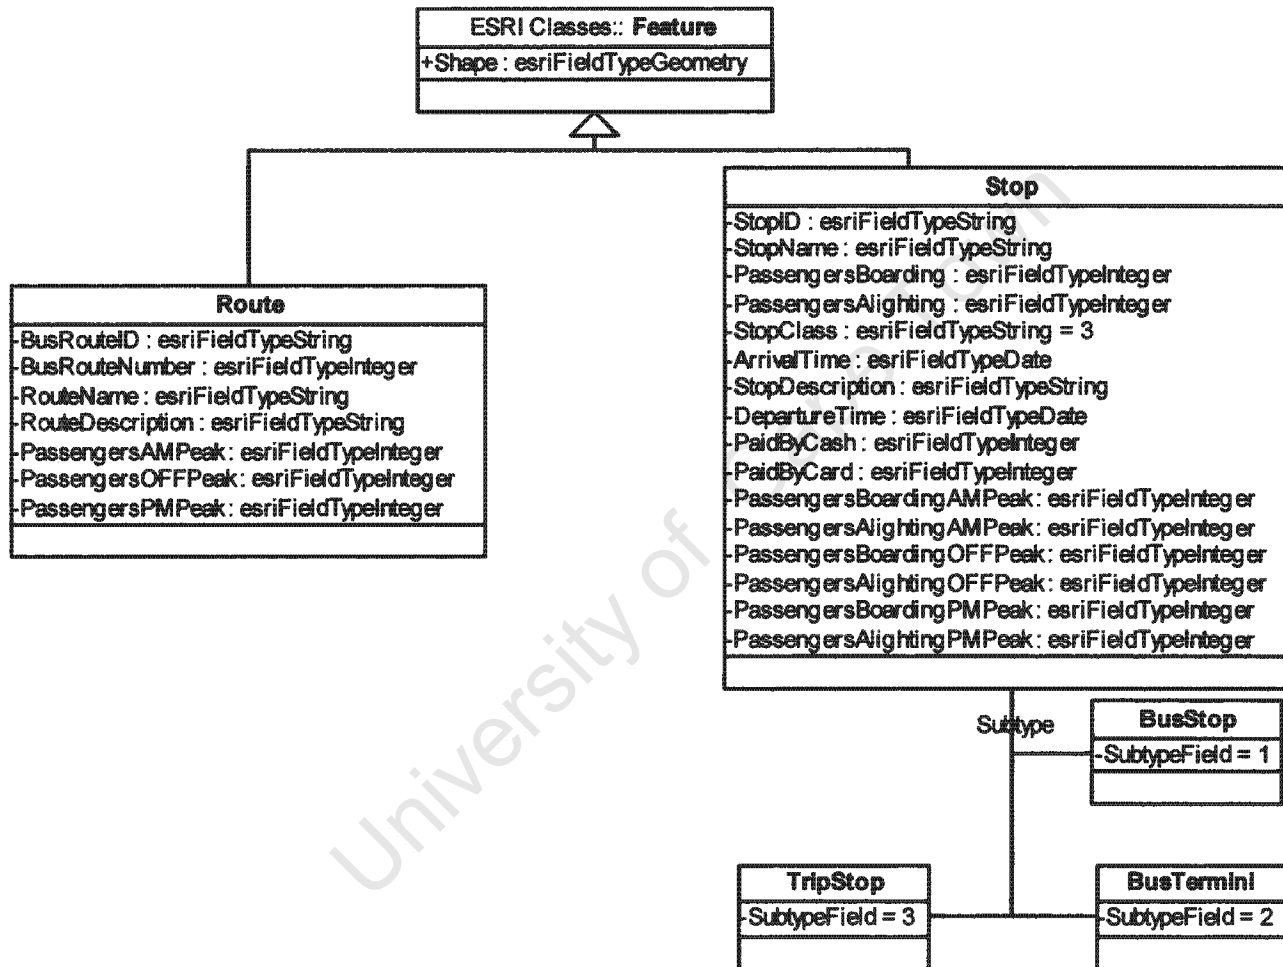 ESRI Classes:: Feature
+Shape : esriFieldTypeGeometry
Route
-BusRouteID : esriFieldTypeString
-BusRouteNumber : esriFieldTypeInteger
-RouteName : esriFieldTypeString
-RouteDescription : esriFieldTypeString
-PassengersAMPeak : esriFieldTypeInteger
-PassengersOFFPeak : esriFieldTypeInteger
-PassengersPMPeak : esriFieldTypeInteger
Stop
-StopID : esriFieldTypeString
-StopName : esriFieldTypeString
-PassengersBoarding : esriFieldTypeInteger
-PassengersAlighting : esriFieldTypeInteger
-StopClass : esriFieldTypeString = 3
-ArrivalTime : esriFieldTypeDate
-StopDescription : esriFieldTypeString
-DepartureTime : esriFieldTypeDate
-PaidByCash : esriFieldTypeInteger
-PaidByCard : esriFieldTypeInteger
-PassengersBoardingAMPeak : esriFieldTypeInteger
-PassengersAlightingAMPeak : esriFieldTypeInteger
-PassengersBoardingOFFPeak : esriFieldTypeInteger
-PassengersAlightingOFFPeak : esriFieldTypeInteger
-PassengersBoardingPMPeak : esriFieldTypeInteger
-PassengersAlightingPMPeak : esriFieldTypeInteger
Subtype
BusStop
-SubtypeField = 1
TripStop
-SubtypeField = 3
BusTermini
-SubtypeField = 2
University of Cape Town